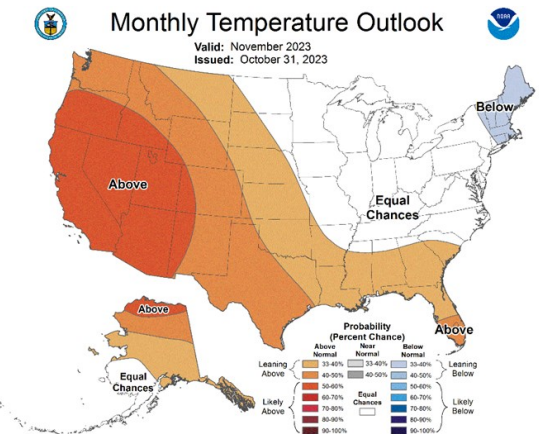 Monthly Temperature Outlook
Valid: November 2023
Issued: October 31, 2023
NOAA
Below
Above
Equal
Chances
Above
Above
Equal
Chances
Probability
(Percent Chance)
Above
Normal
Near
Normal
Below
Normal
Leaning
Above
33-40%
33-40%
33-40%
Leaning
Below
40-50%
40-50%
40-50%
Likely
Above
50-60%
50-60%
Likely
Below
60-70%
Equal
Chances
60-70%
70-80%
70-80%
80-90%
80-90%
90-100%
90-100%